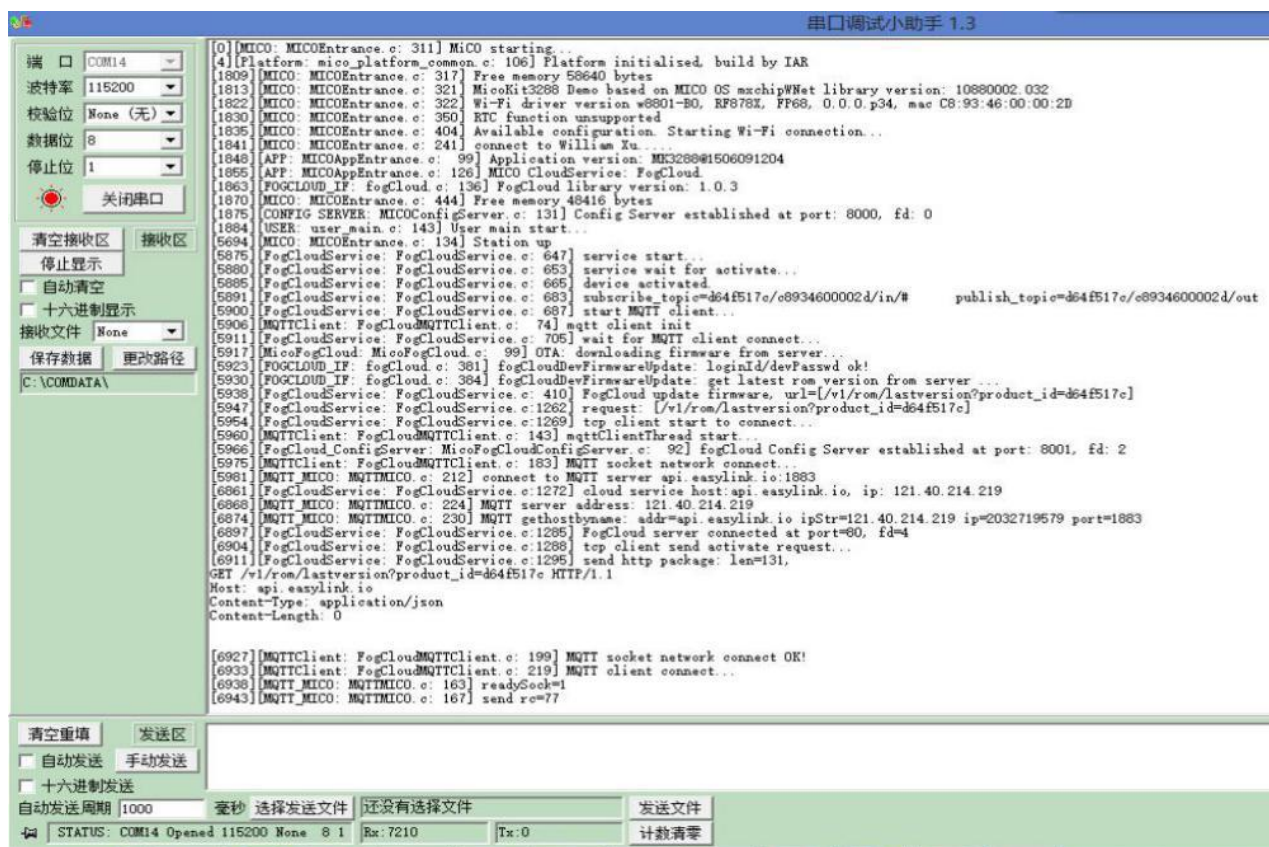 串口调试小助手 1.3
端 口 COM14
波特率 115200
校验位 None (无)
数据位 8
停止位 1
关闭串口
清空接收区 接收区
停止显示
自动清空
十六进制显示
接收文件 None
保存数据 更改路径
C:\COMDATA\
[0][MICO: MICOEntrance.c: 311] MiCO starting...
[4][Platform: mico_platform_common.c: 106] Platform initialised, build by IAR
[1809][MICO: MICOEntrance.c: 317] Free memory 58640 bytes
[1813][MICO: MICOEntrance.c: 321] MicoKit3288 Demo based on MICO OS mxchipWNet library version: 10880002.032
[1822][MICO: MICOEntrance.c: 322] Wi-Fi driver version w8801-B0, RF878X, FP68, 0.0.0.p34, mac C8:93:46:00:00:2D
[1830][MICO: MICOEntrance.c: 350] RTC function unsupported
[1835][MICO: MICOEntrance.c: 404] Available configuration. Starting Wi-Fi connection...
[1841][MICO: MICOEntrance.c: 241] connect to William Xu.....
[1848][APP: MICOAppEntrance.c:  99] Application version: MK3288@1506091204
[1855][APP: MICOAppEntrance.c: 126] MICO CloudService: FogCloud.
[1863][FOGCLOUD_IF: fogCloud.c: 136] FogCloud library version: 1.0.3
[1870][MICO: MICOEntrance.c: 444] Free memory 48416 bytes
[1875][CONFIG SERVER: MICOConfigServer.c: 131] Config Server established at port: 8000, fd: 0
[1884][USER: user_main.c: 143] User main start...
[5694][MICO: MICOEntrance.c: 134] Station up
[5875][FogCloudService: FogCloudService.c: 647] service start...
[5880][FogCloudService: FogCloudService.c: 653] service wait for activate...
[5885][FogCloudService: FogCloudService.c: 665] device activated.
[5891][FogCloudService: FogCloudService.c: 683] subscribe_topic=d64f517c/c8934600002d/in/#      publish_topic=d64f517c/c8934600002d/out
[5900][FogCloudService: FogCloudService.c: 687] start MQTT client...
[5906][MQTTClient: FogCloudMQTTClient.c:  74] mqtt client init
[5911][FogCloudService: FogCloudService.c: 705] wait for MQTT client connect...
[5917][MicoFogCloud: MicoFogCloud.c:  99] OTA: downloading firmware from server...
[5923][FOGCLOUD_IF: fogCloud.c: 381] fogCloudDevFirmwareUpdate: loginId/devPasswd ok!
[5930][FOGCLOUD_IF: fogCloud.c: 384] fogCloudDevFirmwareUpdate: get latest rom version from server ...
[5938][FogCloudService: FogCloudService.c: 410] FogCloud update firmware, url=[/v1/rom/lastversion?product_id=d64f517c]
[5947][FogCloudService: FogCloudService.c:1262] request: [/v1/rom/lastversion?product_id=d64f517c]
[5954][FogCloudService: FogCloudService.c:1269] tcp client start to connect...
[5960][MQTTClient: FogCloudMQTTClient.c: 143] mqttClientThread start...
[5966][FogCloud_ConfigServer: MicoFogCloudConfigServer.c:  92] fogCloud Config Server established at port: 8001, fd: 2
[5975][MQTTClient: FogCloudMQTTClient.c: 183] MQTT socket network connect...
[5981][MQTT_MICO: MQTTMICO.c: 212] connect to MQTT server api.easylink.io:1883
[6861][FogCloudService: FogCloudService.c:1272] cloud service host:api.easylink.io, ip: 121.40.214.219
[6868][MQTT_MICO: MQTTMICO.c: 224] MQTT server address: 121.40.214.219
[6874][MQTT_MICO: MQTTMICO.c: 230] MQTT gethostbyname: addr=api.easylink.io ipStr=121.40.214.219 ip=2032719579 port=1883
[6897][FogCloudService: FogCloudService.c:1285] FogCloud server connected at port=80, fd=4
[6904][FogCloudService: FogCloudService.c:1288] tcp client send activate request...
[6911][FogCloudService: FogCloudService.c:1295] send http package: len=131,
GET /v1/rom/lastversion?product_id=d64f517c HTTP/1.1
Host: api.easylink.io
Content-Type: application/json
Content-Length: 0
[6927][MQTTClient: FogCloudMQTTClient.c: 199] MQTT socket network connect OK!
[6933][MQTTClient: FogCloudMQTTClient.c: 219] MQTT client connect...
[6938][MQTT_MICO: MQTTMICO.c: 163] readySock=1
[6943][MQTT_MICO: MQTTMICO.c: 167] send rc=77
清空重填 发送区
自动发送 手动发送
十六进制发送
自动发送周期 1000 毫秒 选择发送文件 还没有选择文件 发送文件
STATUS: COM14 Opened 115200 None 8 1 Rx:7210 Tx:0 计数清零